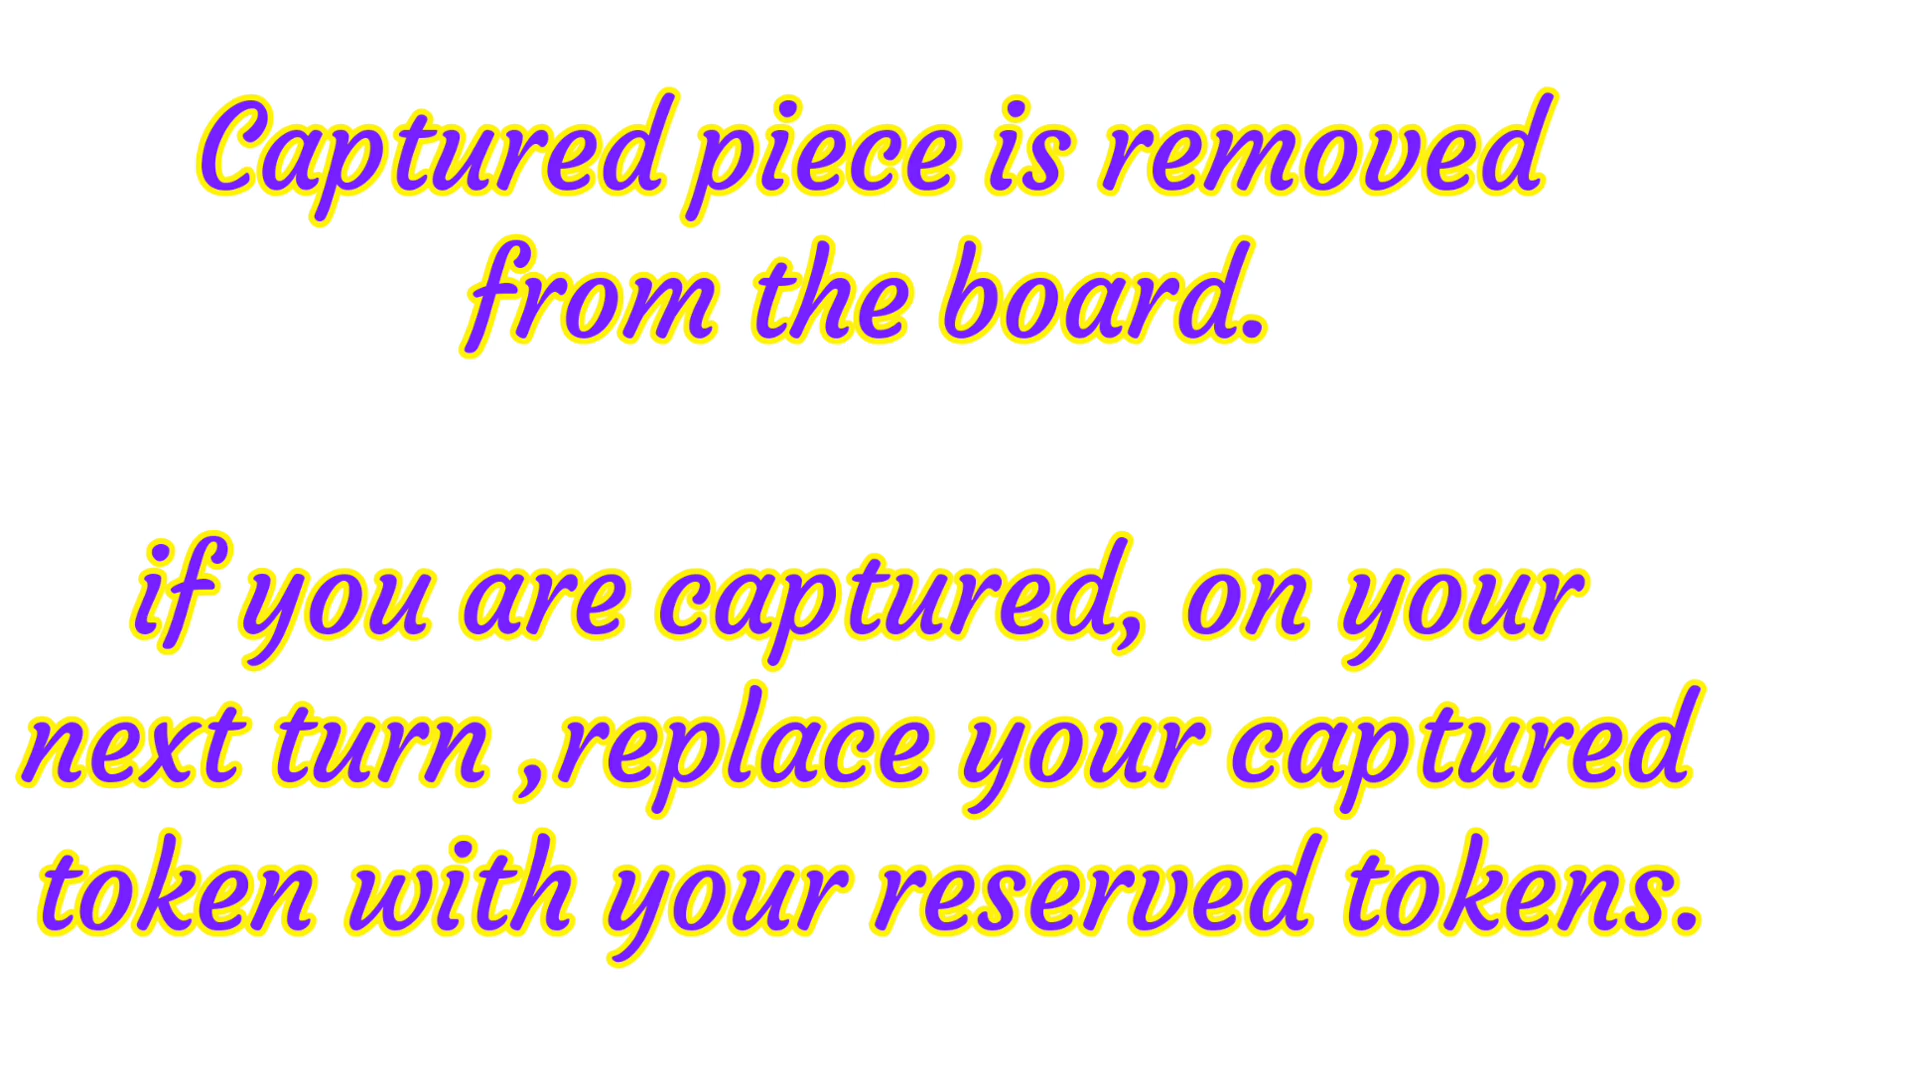 Captured piece is removed
from the board.
if you are captured, on your
next turn ,replace your captured
token with your reserved tokens.